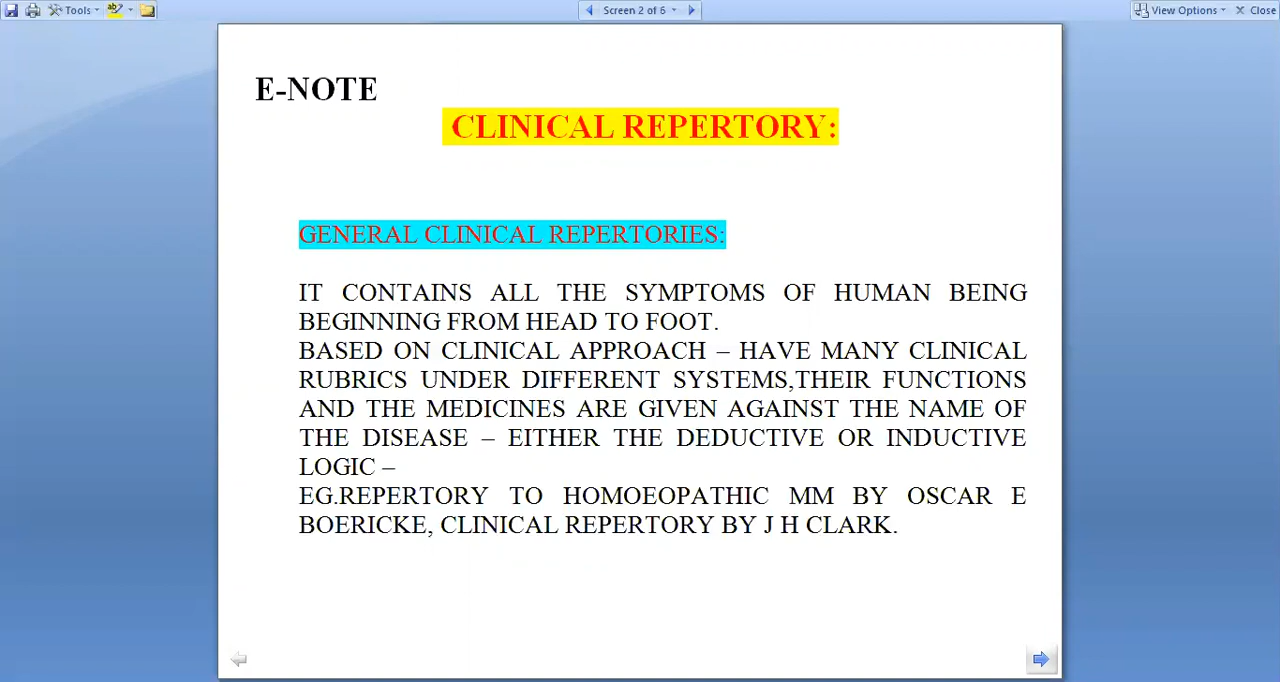 Tools
Screen 2 of 6
View Options
Close
E-NOTE
CLINICAL REPERTORY:
GENERAL CLINICAL REPERTORIES:
IT CONTAINS ALL THE SYMPTOMS OF HUMAN BEING
BEGINNING FROM HEAD TO FOOT.
BASED ON CLINICAL APPROACH – HAVE MANY CLINICAL
RUBRICS UNDER DIFFERENT SYSTEMS,THEIR FUNCTIONS
AND THE MEDICINES ARE GIVEN AGAINST THE NAME OF
THE DISEASE – EITHER THE DEDUCTIVE OR INDUCTIVE
LOGIC –
EG.REPERTORY TO HOMOEOPATHIC MM BY OSCAR E
BOERICKE, CLINICAL REPERTORY BY J H CLARK.